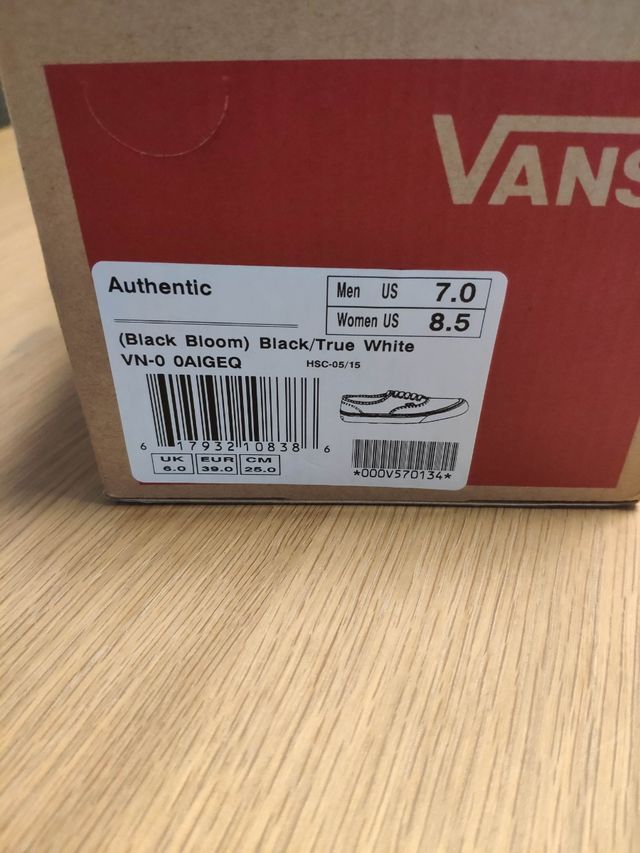 VANS
Authentic
Men US 7.0
Women US 8.5
(Black Bloom) Black/True White
VN-0 0AIGEQ HSC-05/15
6 17932 10838 6
UK EUR CM
6.0 39.0 25.0
*000V570134*